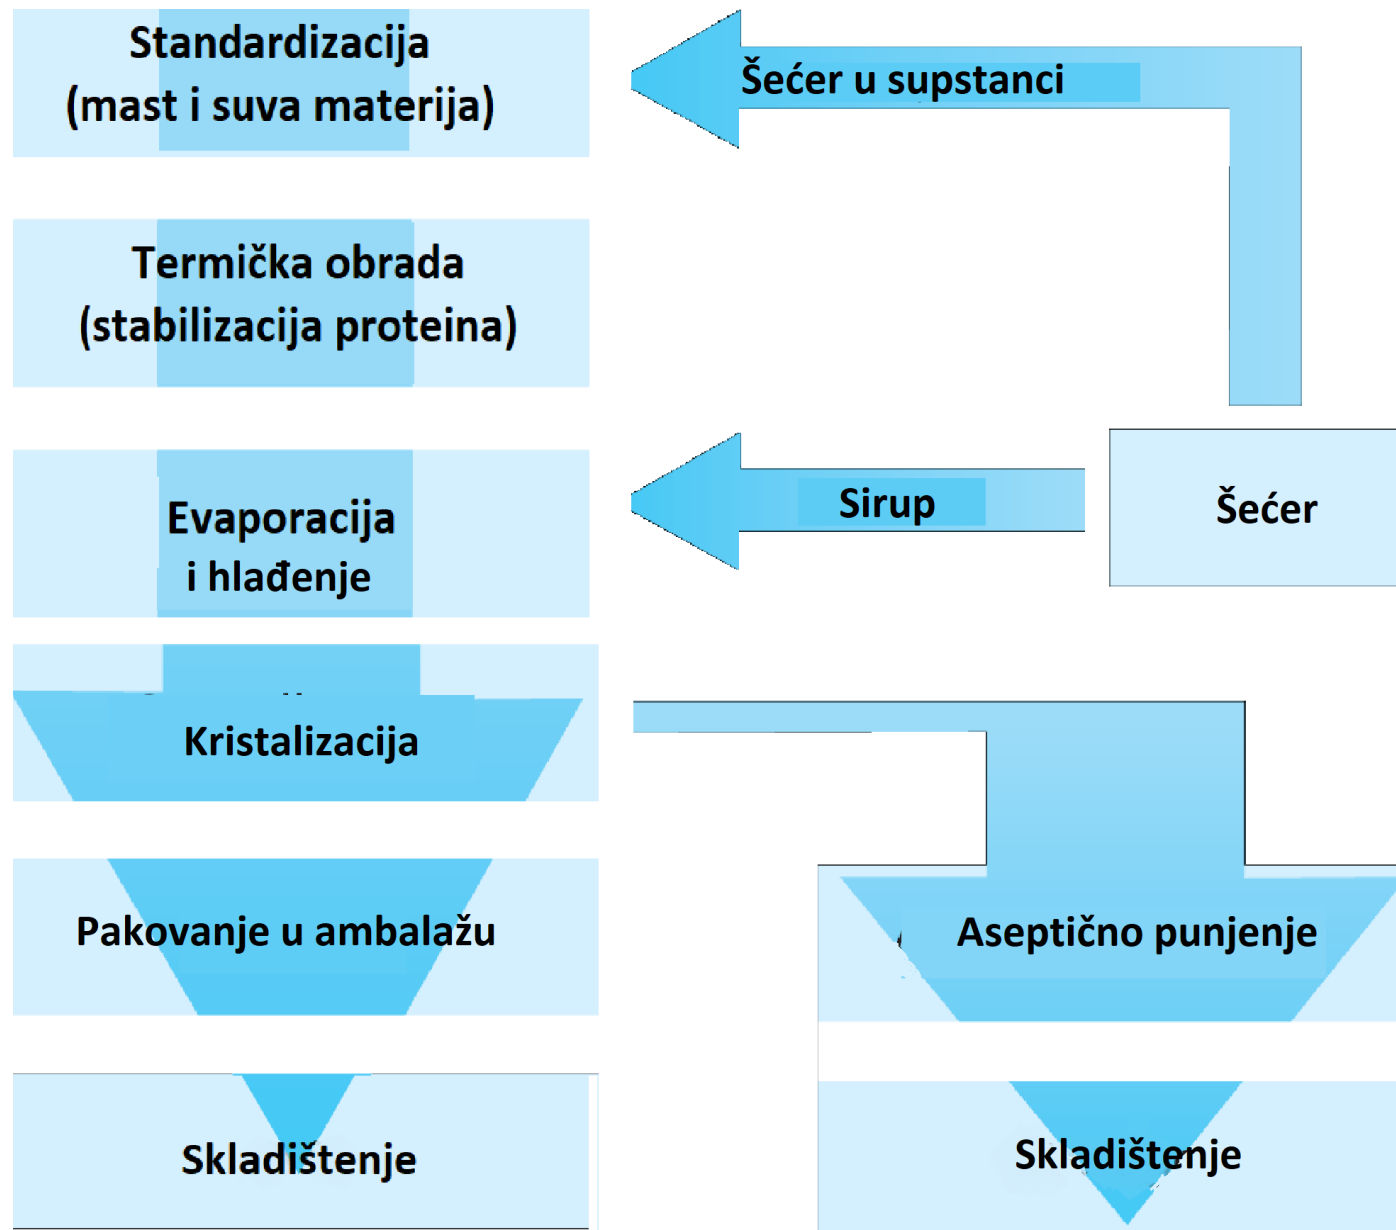 Standardizacija
(mast i suva materija)
Šećer u supstanci
Termička obrada
(stabilizacija proteina)
Evaporacija
i hlađenje
Sirup
Šećer
Kristalizacija
Pakovanje u ambalažu
Aseptično punjenje
Skladištenje
Skladištenje